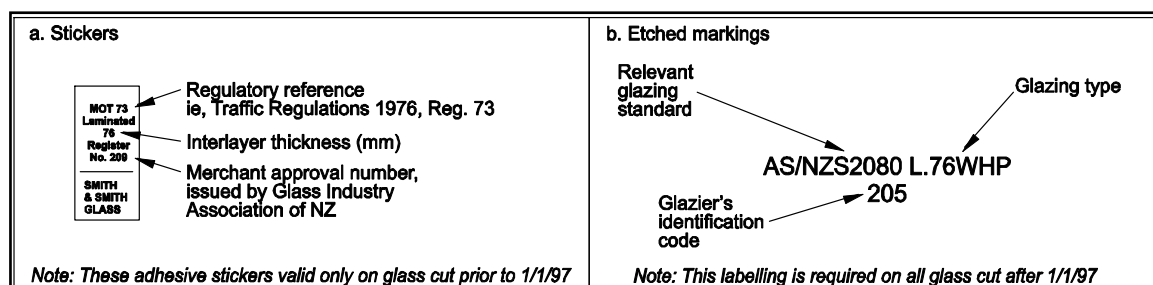 a. Stickers
MOT 73
Laminated
76
Register
No. 209
SMITH
& SMITH
GLASS
Regulatory reference
ie, Traffic Regulations 1976, Reg. 73
Interlayer thickness (mm)
Merchant approval number,
issued by Glass Industry
Association of NZ
Note: These adhesive stickers valid only on glass cut prior to 1/1/97
b. Etched markings
Relevant
glazing
standard
Glazing type
AS/NZS2080 L.76WHP
205
Glazier's
identification
code
Note: This labelling is required on all glass cut after 1/1/97